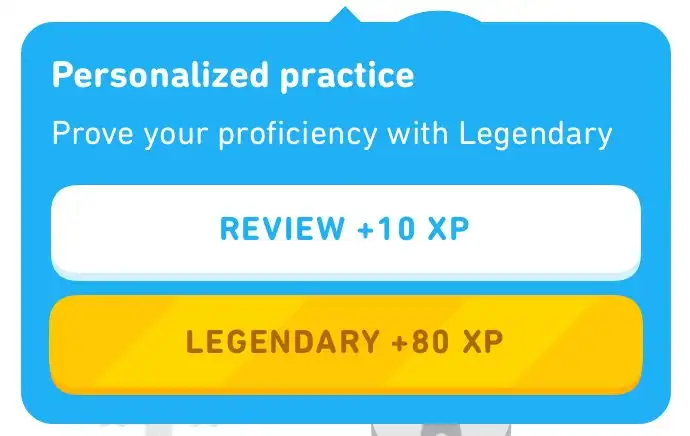 Personalized practice
Prove your proficiency with Legendary
REVIEW +10 XP
LEGENDARY +80 XP